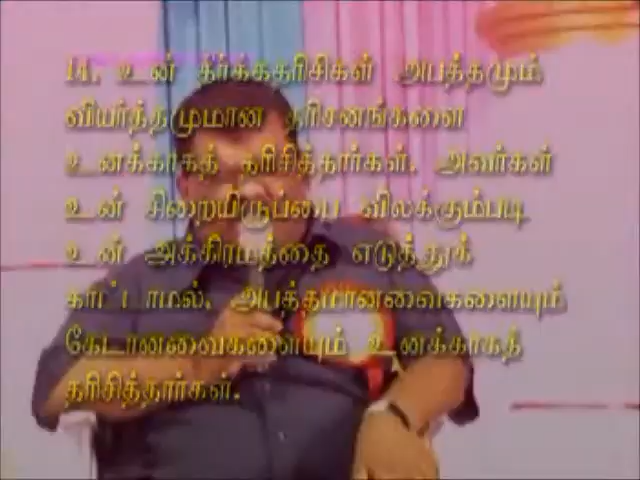 14. உன் தீர்க்கதரிசிகள் அபத்தமும்
வியர்த்தமுமான தரிசனங்களை
உனக்காகத் தரிசித்தார்கள். அவர்கள்
உன் சிறையிருப்பை விலக்கும்படி
உன் அக்கிரமத்தை எடுத்துக்
காட்டாமல், அபத்தமானவைகளையும்
கேடானவைகளையும் உனக்காகத்
தரிசித்தார்கள்.